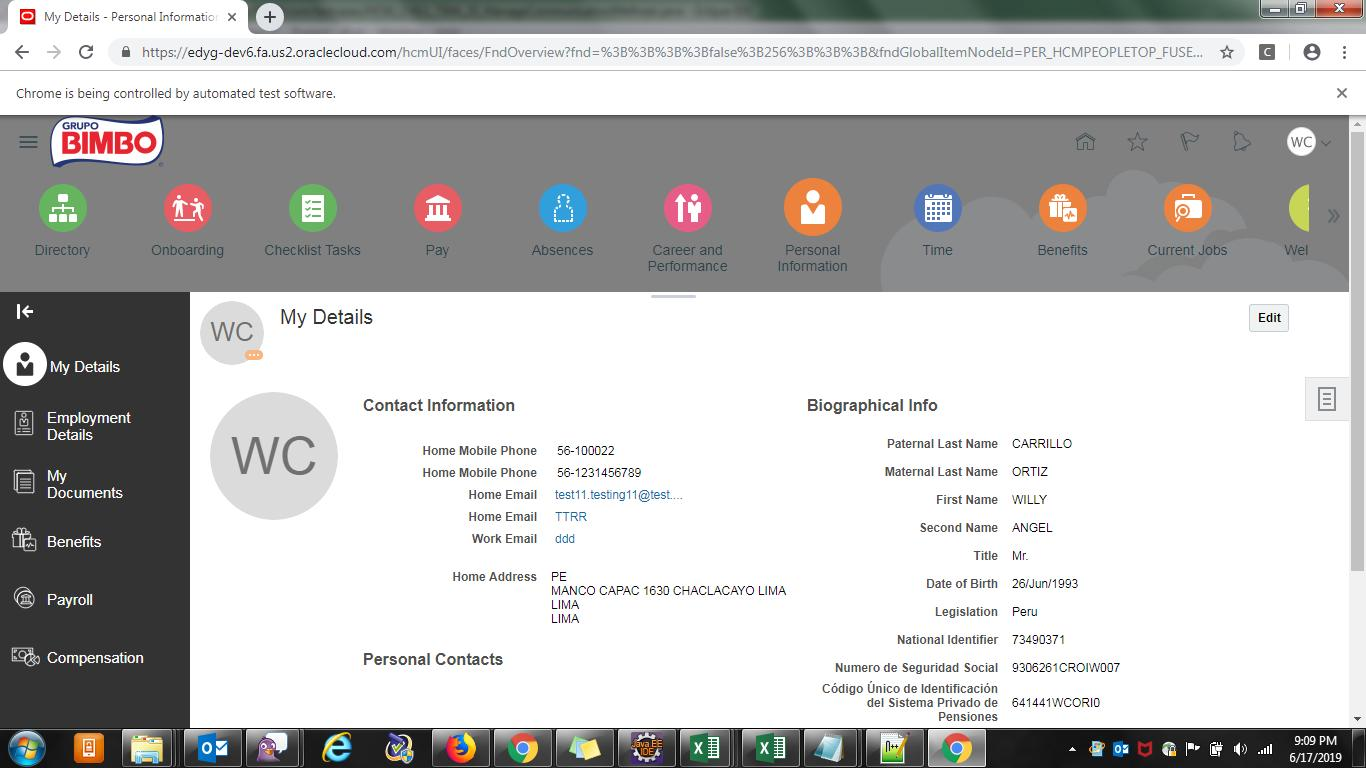 My Details - Personal Information
https://edyg-dev6.fa.us2.oraclecloud.com/hcmUI/faces/FndOverview?fnd=%3B%3B%3B%3Bfalse%3B256%3B%3B%3B&fndGlobalItemNodeId=PER_HCMPEOPLETOP_FUSE...
C
Chrome is being controlled by automated test software.
GRUPO
BIMBO
WC
Directory
Onboarding
Checklist Tasks
Pay
Absences
Career and
Performance
Personal
Information
Time
Benefits
Current Jobs
Wel
My Details
Employment
Details
My
Documents
Benefits
Payroll
Compensation
WC
My Details
Edit
WC
Contact Information
Home Mobile Phone 56-100022
Home Mobile Phone 56-1231456789
Home Email test11.testing11@test....
Home Email TTRR
Work Email ddd
Home Address PE
MANCO CAPAC 1630 CHACLACAYO LIMA
LIMA
LIMA
Personal Contacts
Biographical Info
Paternal Last Name CARRILLO
Maternal Last Name ORTIZ
First Name WILLY
Second Name ANGEL
Title Mr.
Date of Birth 26/Jun/1993
Legislation Peru
National Identifier 73490371
Numero de Seguridad Social 9306261CROIW007
Código Único de Identificación
del Sistema Privado de
Pensiones 641441WCORI0
Java EE
IDE
9:09 PM
6/17/2019